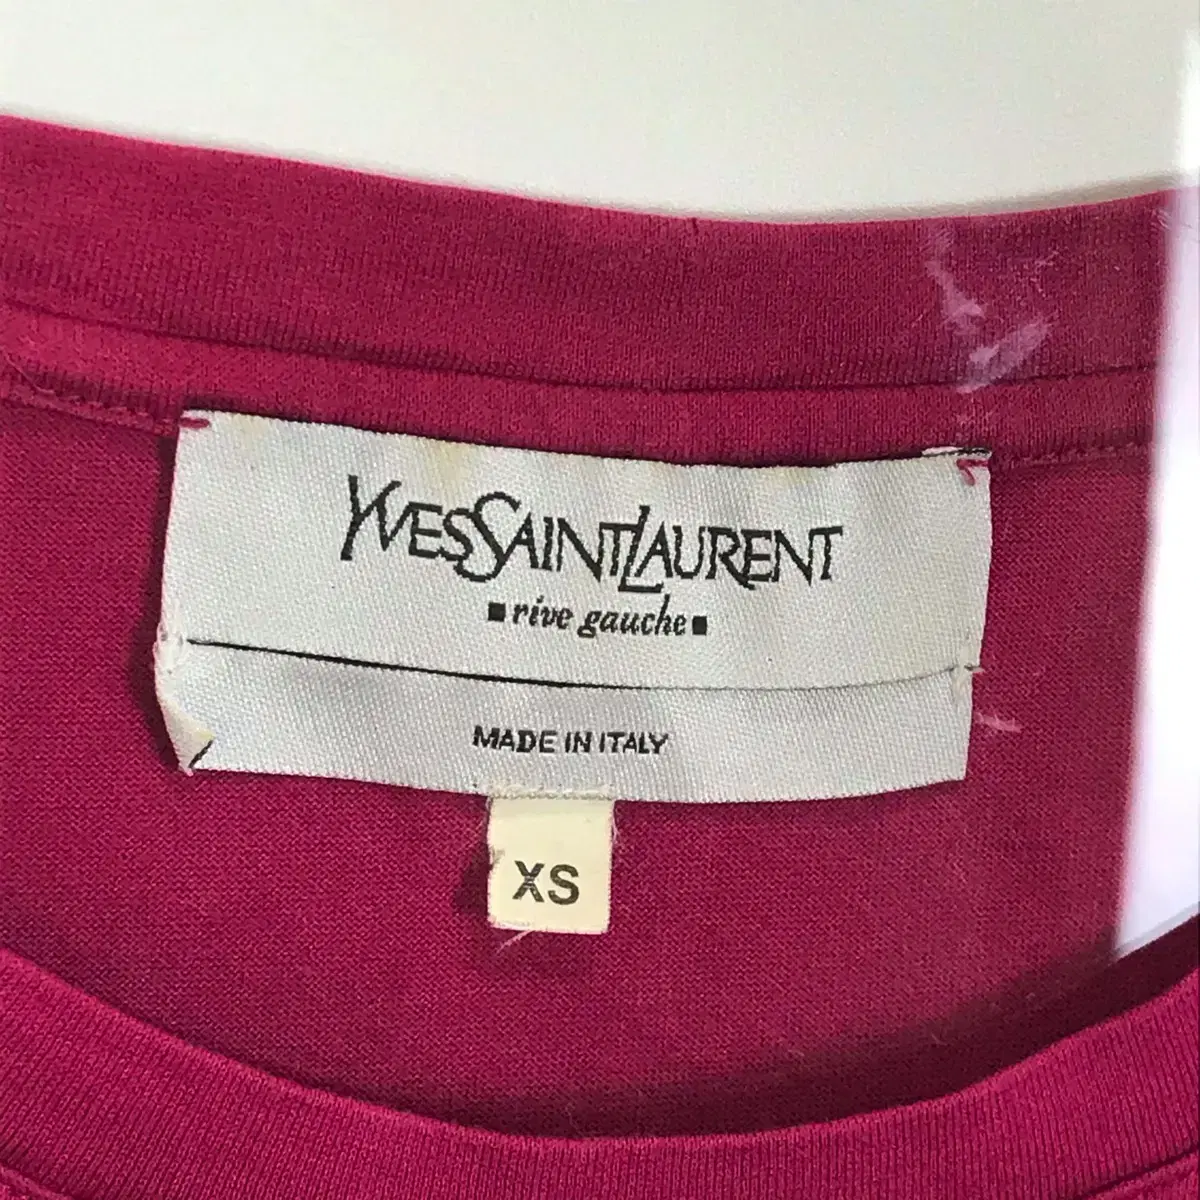 YVESSAINTLAURENT
▪rive gauche▪
MADE IN ITALY
XS